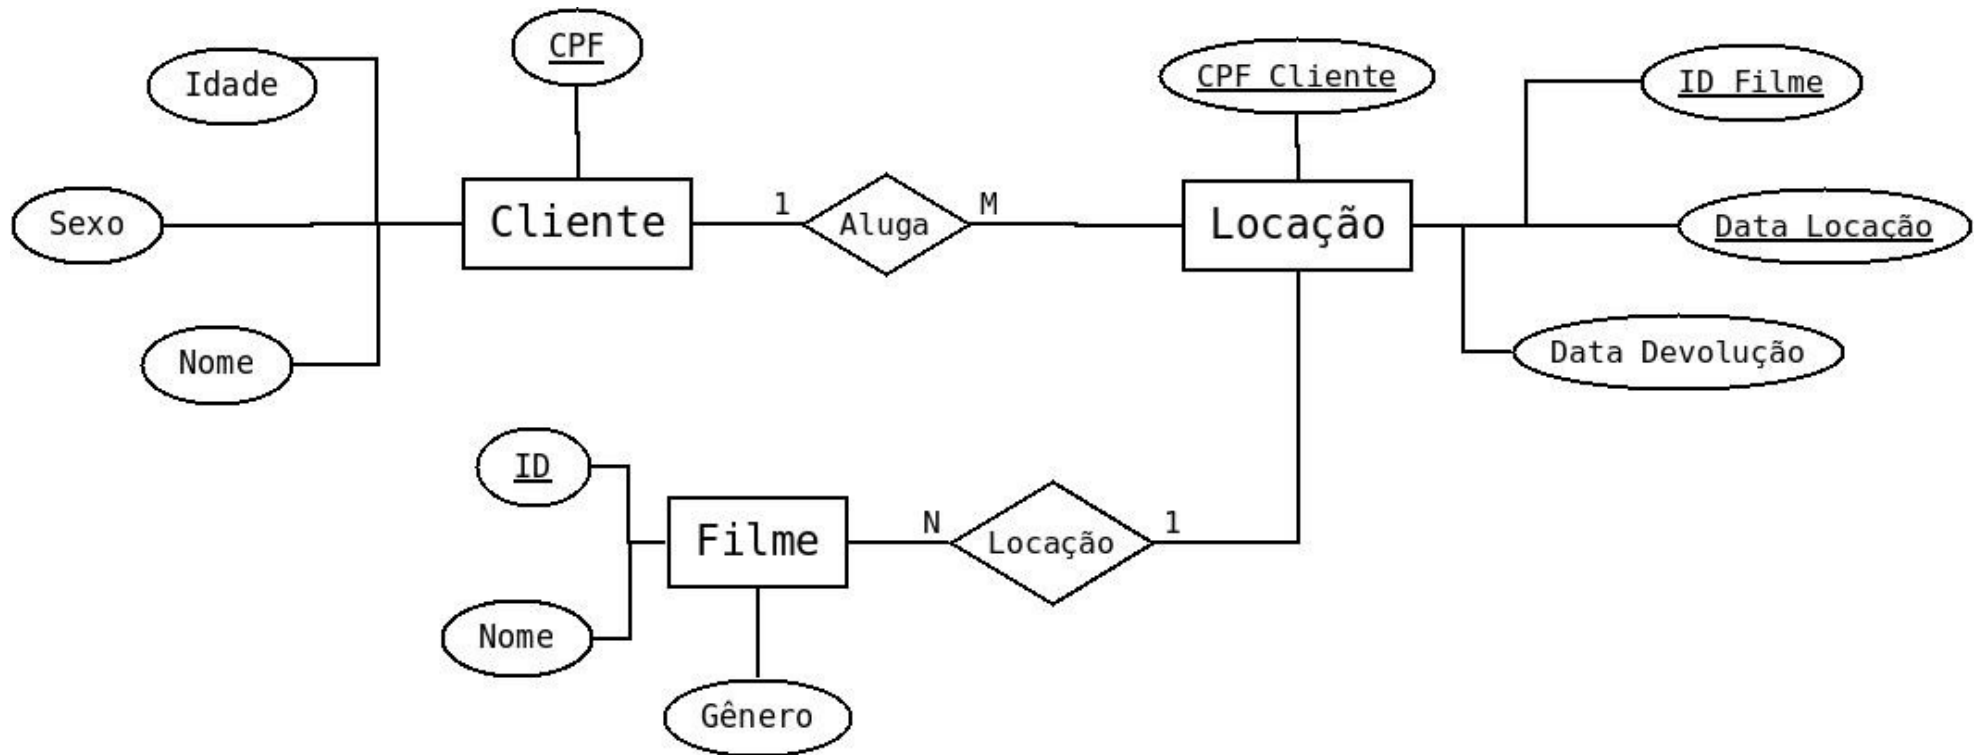 CPF
Idade
CPF Cliente
ID Filme
Cliente
1
Aluga
M
Locação
Sexo
Data Locação
Nome
Data Devolução
ID
Filme
N
Locação
1
Nome
Gênero